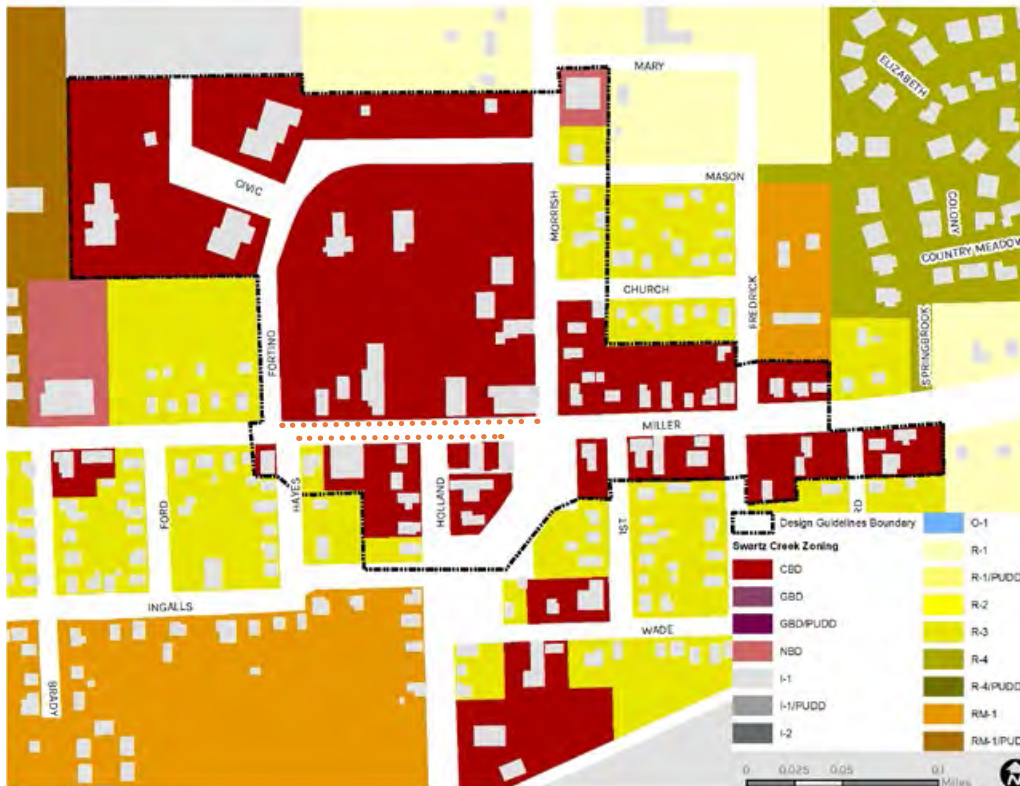 MARY
ELIZABETH
CIVIC
MASON
MORRISH
COLONY
COUNTRY MEADOW
CHURCH
FREDRICK
FORTINO
SPRINGBROOK
MILLER
HAYES
HOLLAND
FORD
1ST
RD
INGALLS
WADE
BRADY
Design Guidelines Boundary
Swartz Creek Zoning
CBD
GBD
GBD/PUDD
NBD
I-1
I-1/PUDD
I-2
O-1
R-1
R-1/PUDD
R-2
R-3
R-4
R-4/PUDD
RM-1
RM-1/PUD
0 0.025 0.05 0.1
Miles
N